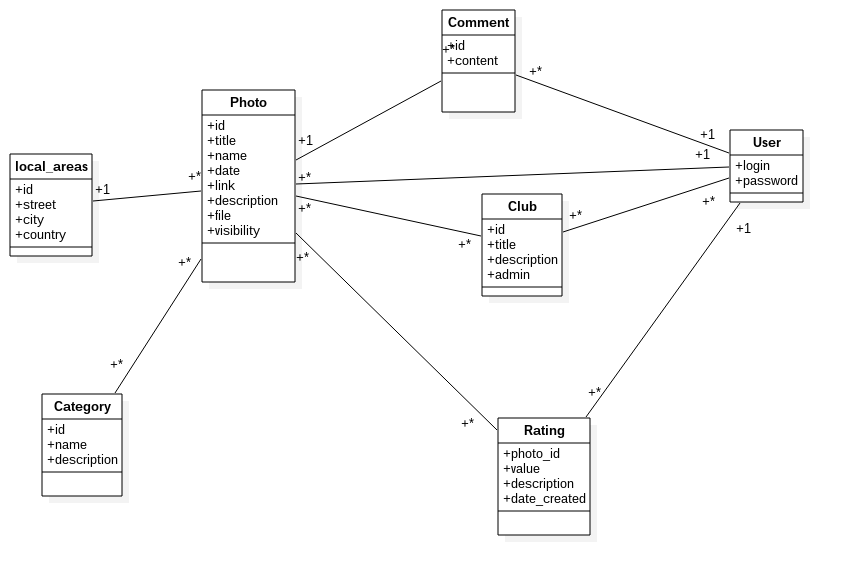 Comment
+id
+content
+*
+*
Photo
+id
+title
+name
+date
+link
+description
+file
+visibility
+1
+*
+*
+*
+*
+*
local_areas
+id
+street
+city
+country
+1
User
+login
+password
+1
+1
+*
+1
Club
+id
+title
+description
+admin
+*
+*
Category
+id
+name
+description
+*
Rating
+photo_id
+value
+description
+date_created
+*
+*